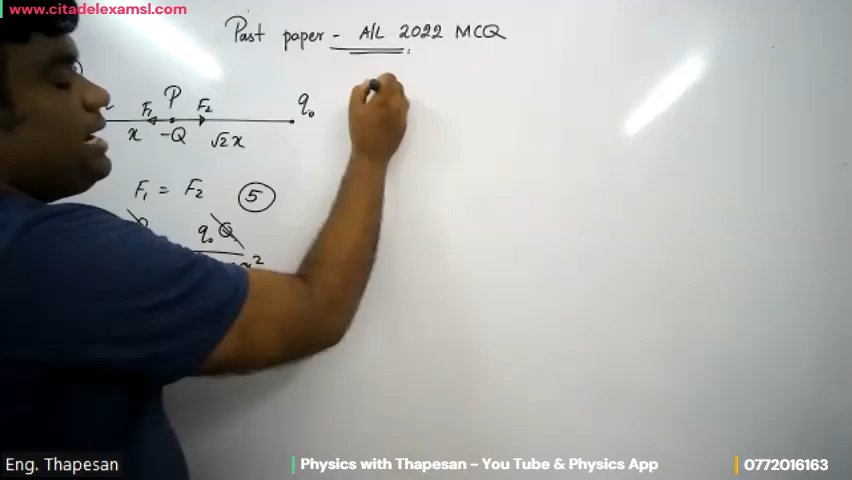 www.citadelexamsl.com
Past paper - A/L 2022 MCQ
P
F₁ F₂
q₀
x -Q √2x
F₁ = F₂ (5)
q₀ Q
x²
Eng. Thapesan
Physics with Thapesan - You Tube & Physics App
0772016163